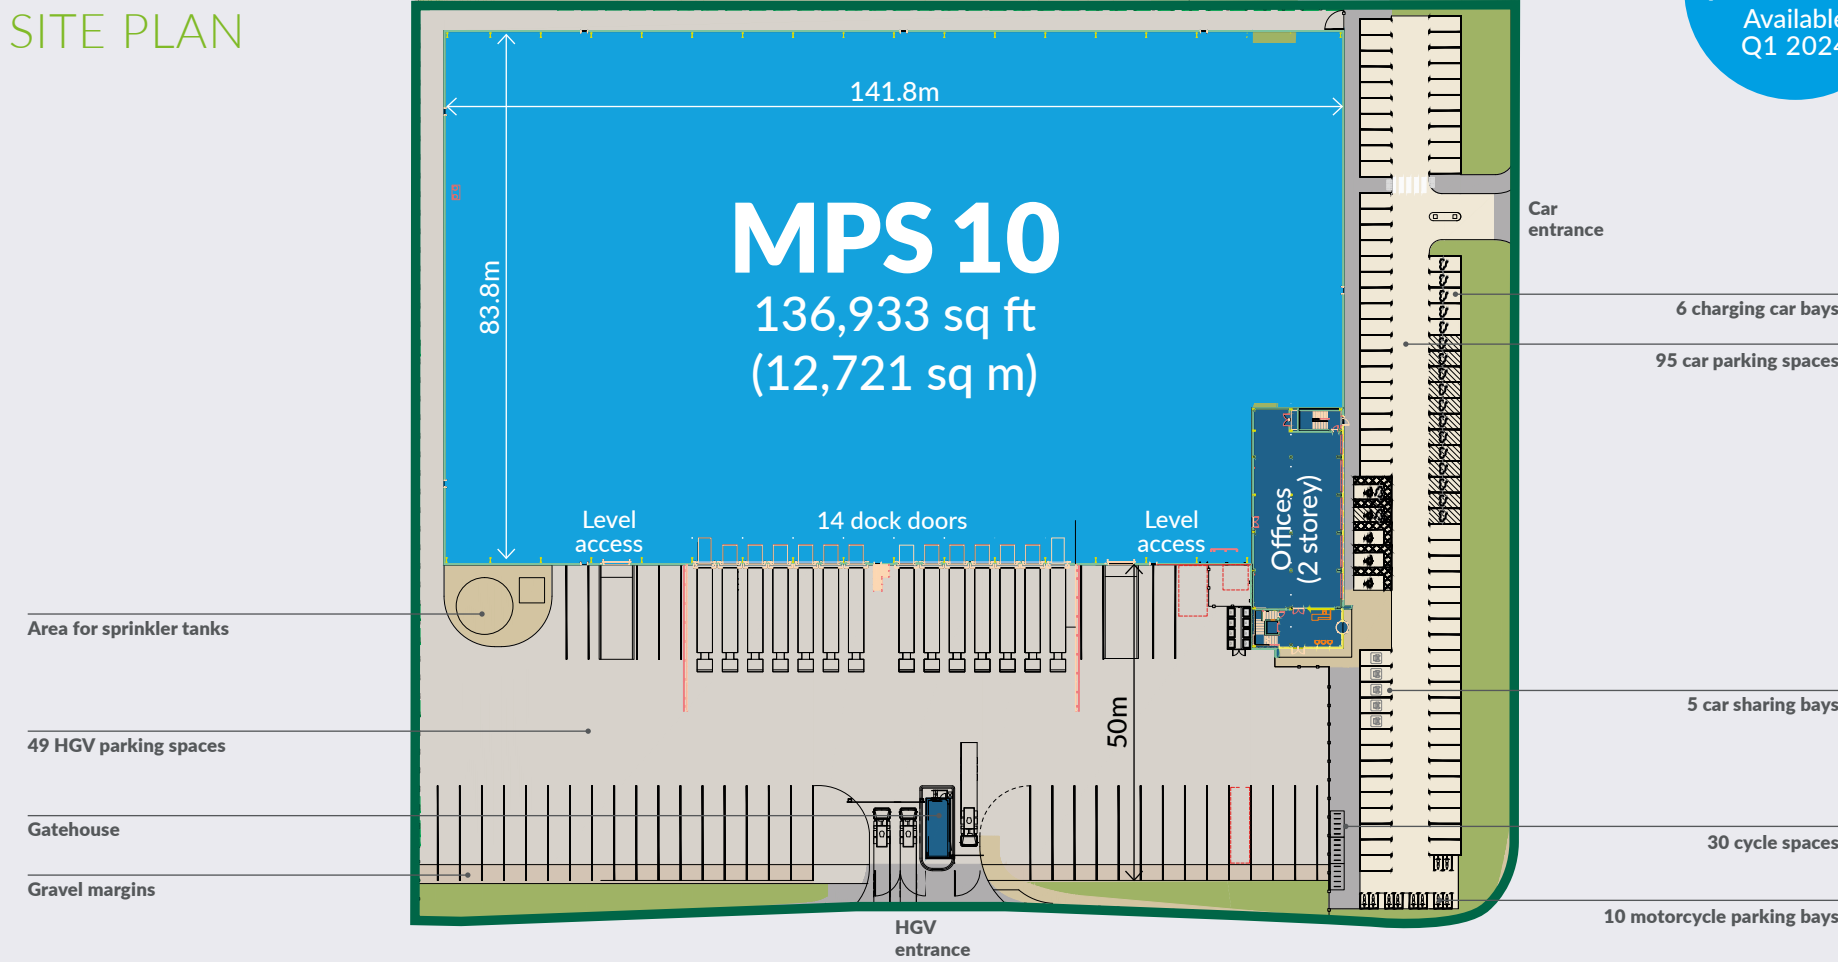 SITE PLAN
Available
Q1 2024
141.8m
83.8m
MPS 10
136,933 sq ft
(12,721 sq m)
Car
entrance
6 charging car bays
95 car parking spaces
Level
access
14 dock doors
Level
access
Offices
(2 storey)
Area for sprinkler tanks
50m
5 car sharing bays
49 HGV parking spaces
Gatehouse
30 cycle spaces
Gravel margins
10 motorcycle parking bays
HGV
entrance